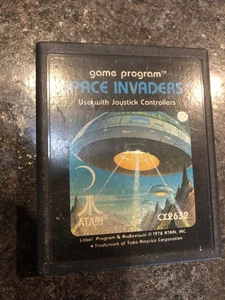 game program™
SPACE INVADERS
Use with Joystick Controllers
ATARI
CX2632
Label, Program & Audiovisual © 1978 ATARI, INC.
Trademark of Taito America Corporation